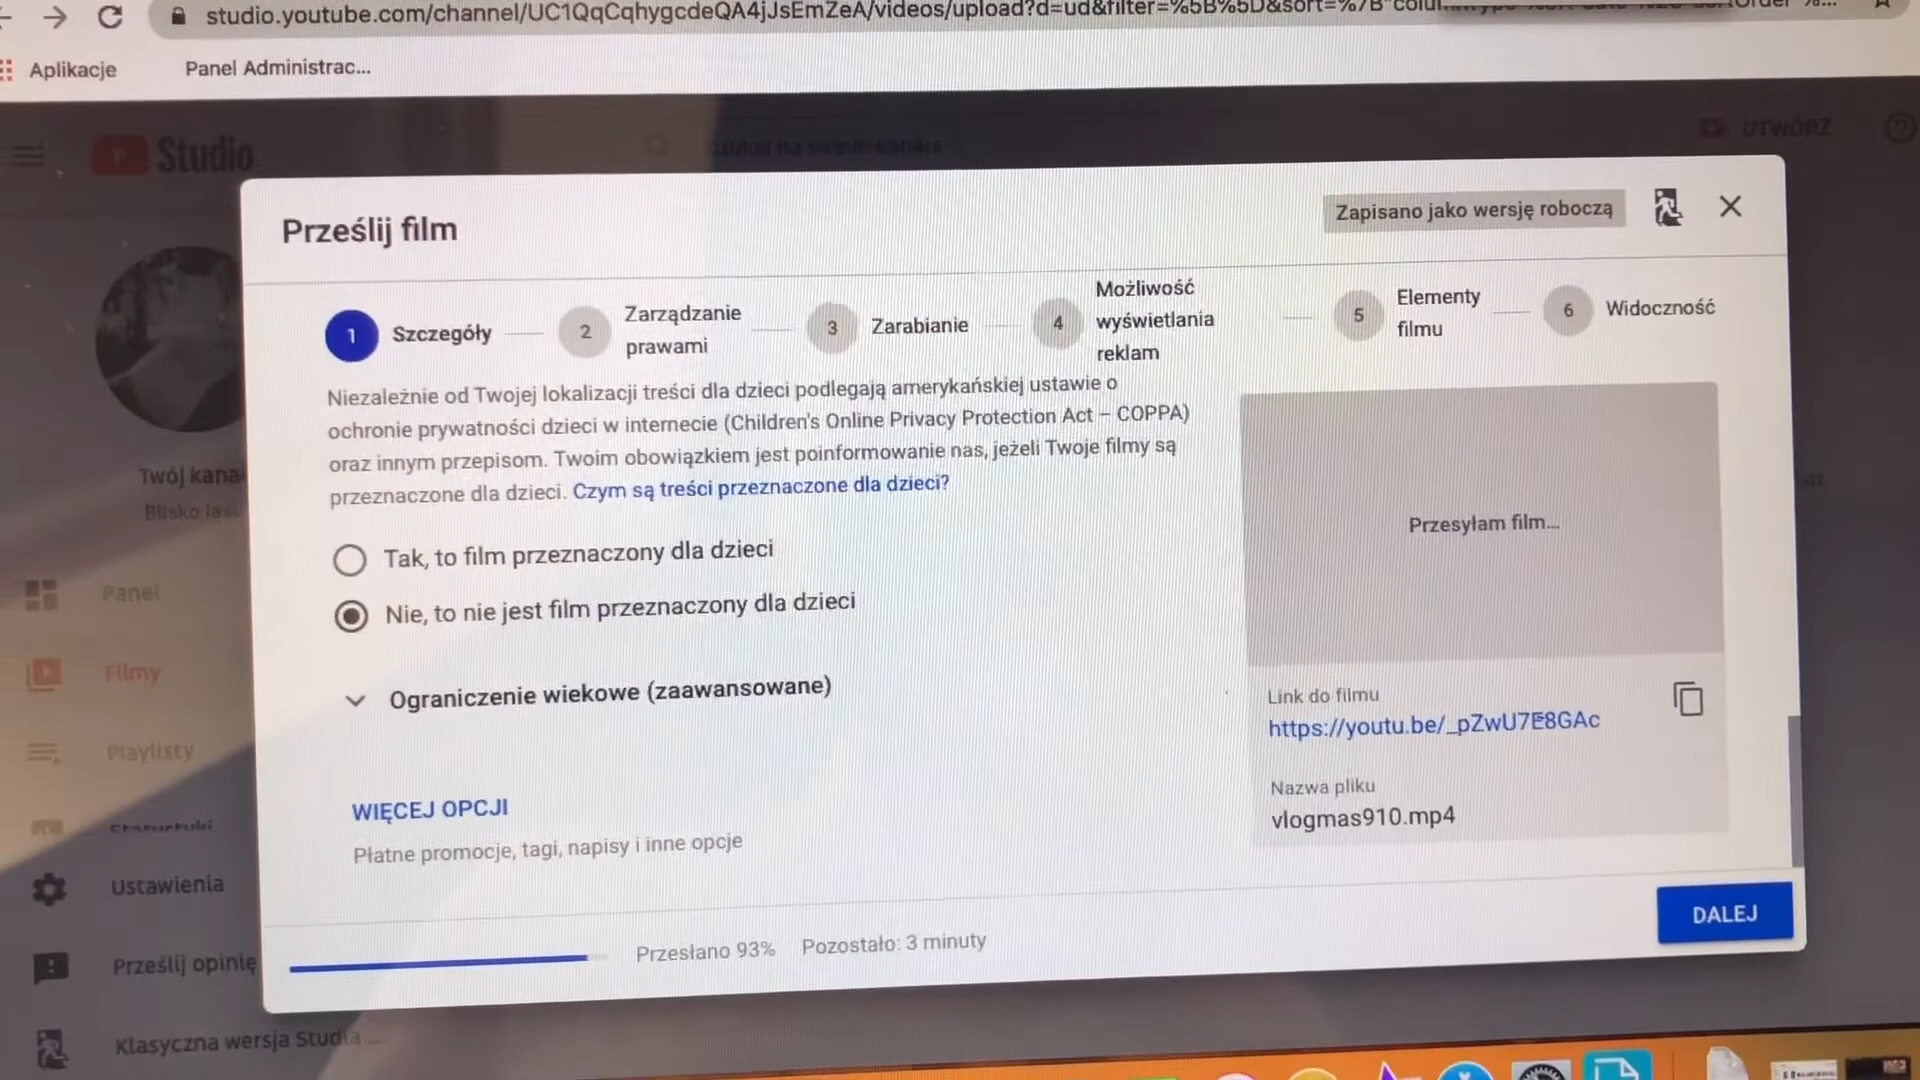 studio.youtube.com/channel/UC1QqCqhygcdeQA4jJsEmZeA/videos/upload?d=ud&filter=%5B%5D&sort=%7B
Aplikacje
Panel Administrac...
Studio
UTWÓRZ
Prześlij film
Zapisano jako wersję roboczą
1 Szczegóły
2 Zarządzanie
prawami
3 Zarabianie
4 Możliwość
wyświetlania
reklam
5 Elementy
filmu
6 Widoczność
Niezależnie od Twojej lokalizacji treści dla dzieci podlegają amerykańskiej ustawie o
ochronie prywatności dzieci w internecie (Children's Online Privacy Protection Act – COPPA)
oraz innym przepisom. Twoim obowiązkiem jest poinformowanie nas, jeżeli Twoje filmy są
przeznaczone dla dzieci. Czym są treści przeznaczone dla dzieci?
Tak, to film przeznaczony dla dzieci
Nie, to nie jest film przeznaczony dla dzieci
Ograniczenie wiekowe (zaawansowane)
WIĘCEJ OPCJI
Płatne promocje, tagi, napisy i inne opcje
Przesyłam film...
Link do filmu
https://youtu.be/_pZwU7E8GAc
Nazwa pliku
vlogmas910.mp4
Przesłano 93% Pozostało: 3 minuty
DALEJ
Twój kana
Blisko lasu
Panel
Filmy
Playlisty
Ustawienia
Prześlij opinię
Klasyczna wersja Studia